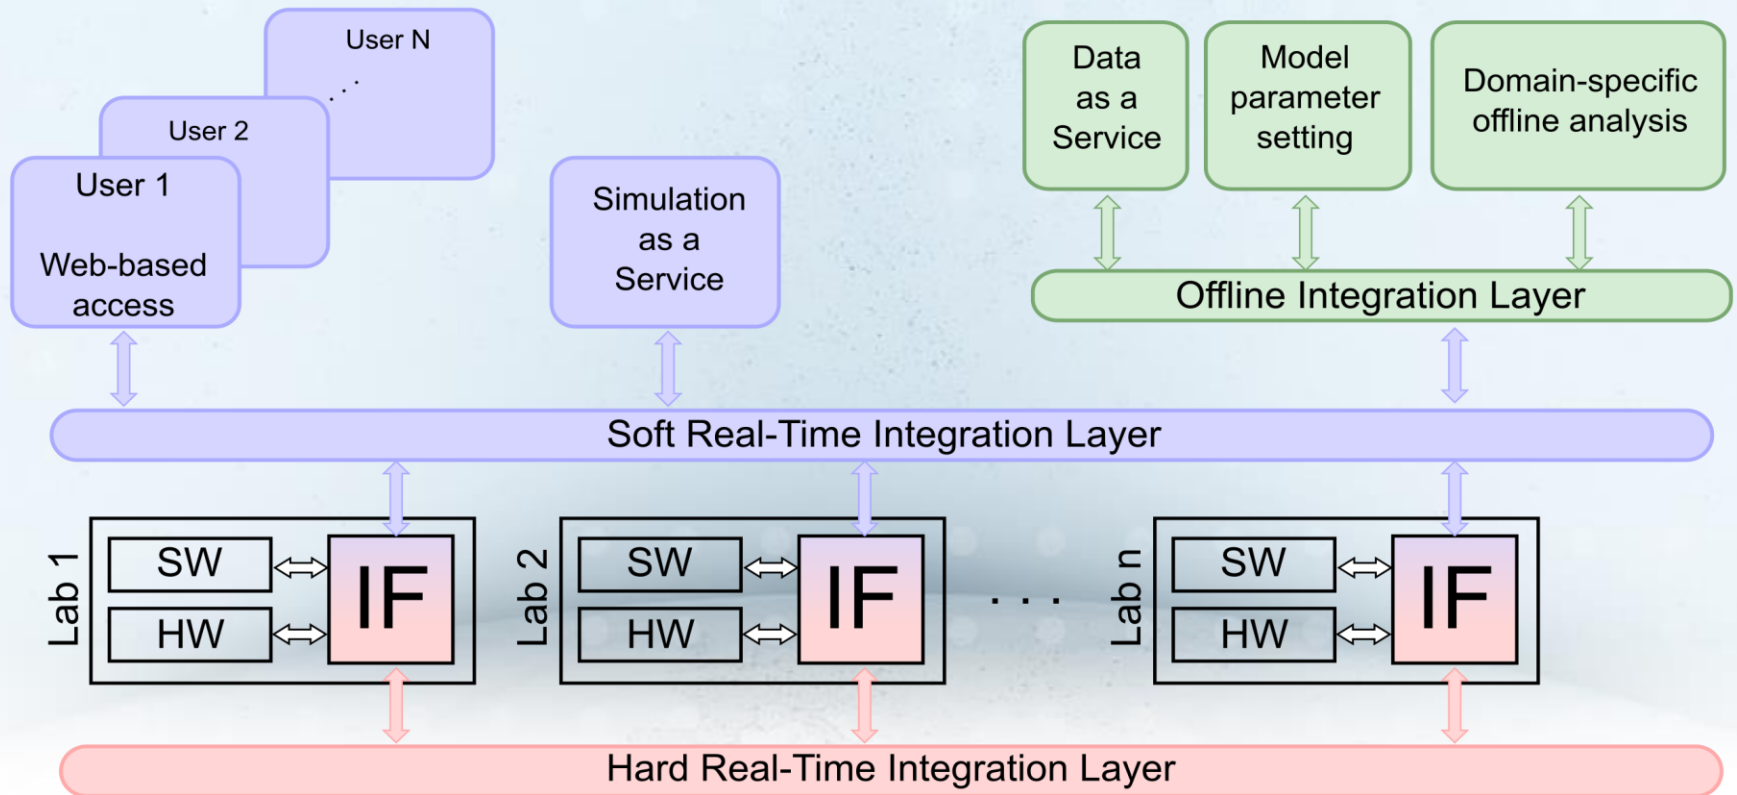 User N
. . .
User 2
User 1
Web-based
access
Simulation
as a
Service
Data
as a
Service
Model
parameter
setting
Domain-specific
offline analysis
Offline Integration Layer
Soft Real-Time Integration Layer
Lab 1
SW
HW
IF
Lab 2
SW
HW
IF
. . .
Lab n
SW
HW
IF
Hard Real-Time Integration Layer